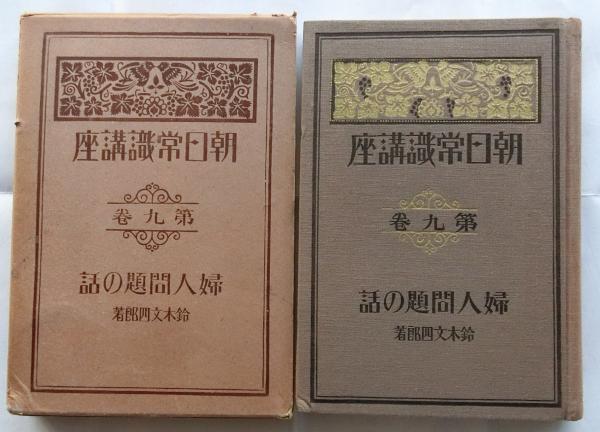 朝日常識講座
第九卷
婦人問題の話
鈴木文四郎著
朝日常識講座
第九卷
婦人問題の話
鈴木文四郎著